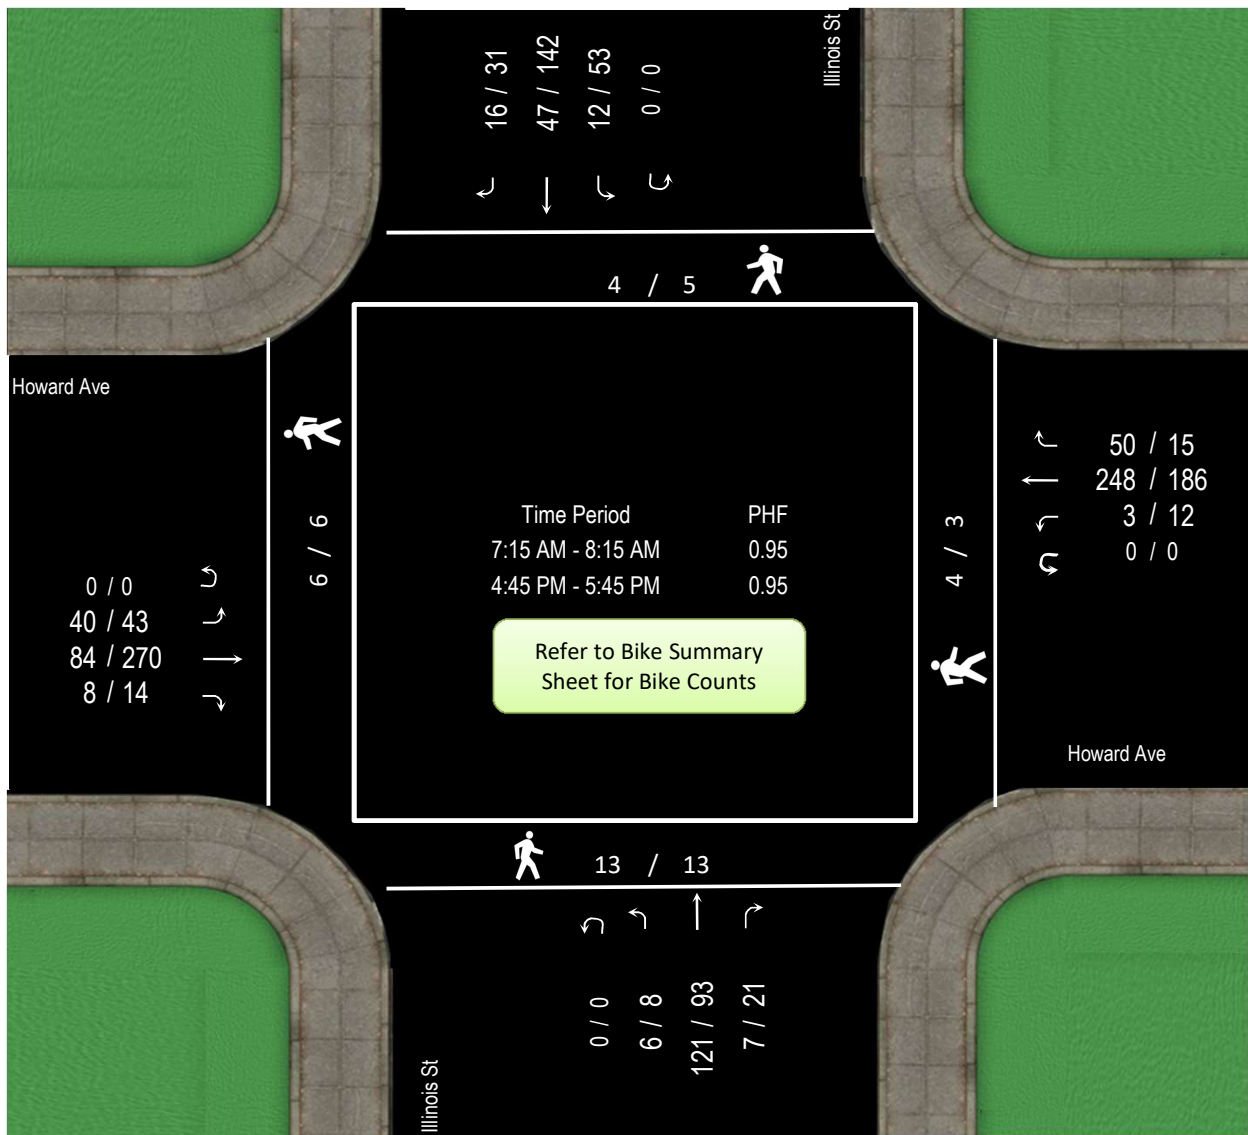 Illinois St
16 / 31
47 / 142
12 / 53
0 / 0
4 / 5
Howard Ave
50 / 15
248 / 186
3 / 12
0 / 0
6 / 6
4 / 3
Time Period PHF
7:15 AM - 8:15 AM 0.95
4:45 PM - 5:45 PM 0.95
0 / 0
40 / 43
84 / 270
8 / 14
Refer to Bike Summary
Sheet for Bike Counts
Howard Ave
13 / 13
0 / 0
6 / 8
121 / 93
7 / 21
Illinois St